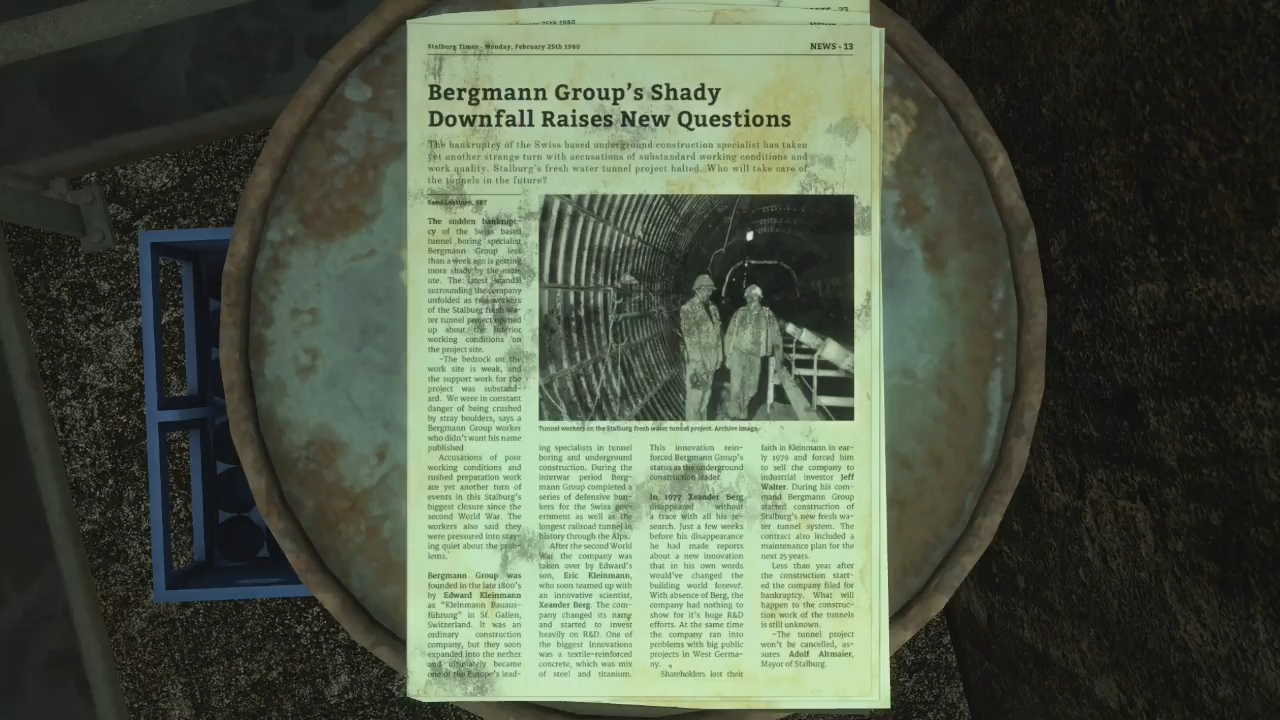 Stalburg Times - Monday, February 25th 1980
NEWS - 13
Bergmann Group's Shady
Downfall Raises New Questions
The bankruptcy of the Swiss based underground construction specialist has taken
yet another strange turn with accusations of substandard working conditions and
work quality. Stalburg's fresh water tunnel project halted. Who will take care of
the tunnels in the future?
The sudden bankrupt-
cy of the Swiss based
tunnel boring specialist
Bergmann Group less
than a week ago is getting
more shady by the min-
ute. The latest scandal
surrounding the company
unfolded as two workers
of the Stalburg fresh wa-
ter tunnel project opened
up about the inferior
working conditions on
the project site.
-The bedrock on the
work site is weak, and
the support work for the
project was substand-
ard. We were in constant
danger of being crushed
by stray boulders, says a
Bergmann Group worker
who didn't want his name
published
Accusations of poor
working conditions and
rushed preparation work
are yet another turn of
events in this Stalburg's
biggest closure since the
second World War. The
workers also said they
were pressured into stay-
ing quiet about the prob-
lems.
Bergmann Group was
founded in the late 1800's
by Edward Kleinmann
as "Kleinmann Bauaus-
führung" in St. Gallen,
Switzerland. It was an
ordinary construction
company, but they soon
expanded into the nether
and ultimately became
one of the Europe's lead-
Tunnel workers on the Stalburg fresh water tunnel project. Archive image.
ing specialists in tunnel
boring and underground
construction. During the
interwar period Berg-
mann Group completed a
series of defensive bun-
kers for the Swiss gov-
ernment as well as the
longest railroad tunnel in
history through the Alps.
After the second World
War the company was
taken over by Edward's
son, Eric Kleinmann,
who soon teamed up with
an innovative scientist,
Xeander Berg. The com-
pany changed its name
and started to invest
heavily on R&D. One of
the biggest innovations
was a textile-reinforced
concrete, which was mix
of steel and titanium.
This innovation rein-
forced Bergmann Group's
status as the underground
construction leader.
In 1977 Xeander Berg
disappeared without
a trace with all his re-
search. Just a few weeks
before his disappearance
he had made reports
about a new innovation
that in his own words
would've changed the
building world forever.
With absence of Berg, the
company had nothing to
show for it's huge R&D
efforts. At the same time
the company ran into
problems with big public
projects in West Germa-
ny.
Shareholders lost their
faith in Kleinmann in ear-
ly 1979 and forced him
to sell the company to
industrial investor Jeff
Walter. During his com-
mand Bergmann Group
started construction of
Stalburg's new fresh wa-
ter tunnel system. The
contract also included a
maintenance plan for the
next 25 years.
Less than year after
the construction start-
ed the company filed for
bankruptcy. What will
happen to the construc-
tion work of the tunnels
is still unknown.
-The tunnel project
won't be cancelled, as-
sures Adolf Altmaier,
Mayor of Stalburg.